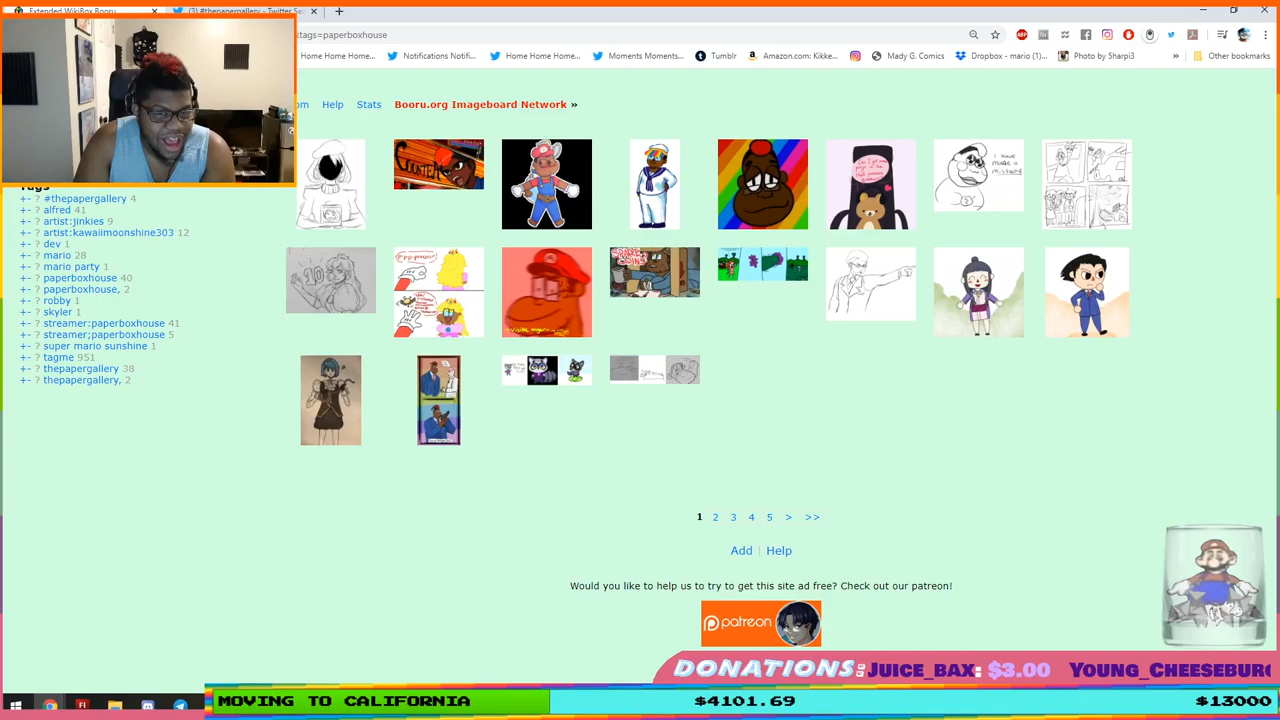 Extended WikiBox Booru
(3) #thepapergallery - Twitter Se
tags=paperboxhouse
Home Home Home...
Notifications Notifi...
Home Home Home...
Moments Moments...
Tumblr
Amazon.com: Kikke...
Mady G. Comics
Dropbox - mario (1)...
Photo by 5harpi3
»
Other bookmarks
Help
Stats
Booru.org Imageboard Network »
Tags
+- ? #thepapergallery 4
+- ? alfred 41
+- ? artist:jinkies 9
+- ? artist:kawaiimoonshine303 12
+- ? dev 1
+- ? mario 28
+- ? mario party 1
+- ? paperboxhouse 40
+- ? paperboxhouse, 2
+- ? robby 1
+- ? skyler 1
+- ? streamer:paperboxhouse 41
+- ? streamer;paperboxhouse 5
+- ? super mario sunshine 1
+- ? tagme 951
+- ? thepapergallery 38
+- ? thepapergallery, 2
I have
made a
10
1 2 3 4 5 > >>
Add | Help
Would you like to help us to try to get this site ad free? Check out our patreon!
patreon
DONATIONS: JUICE_BAX: $3.00 YOUNG_CHEESEBURG
MOVING TO CALIFORNIA
$4101.69
$13000